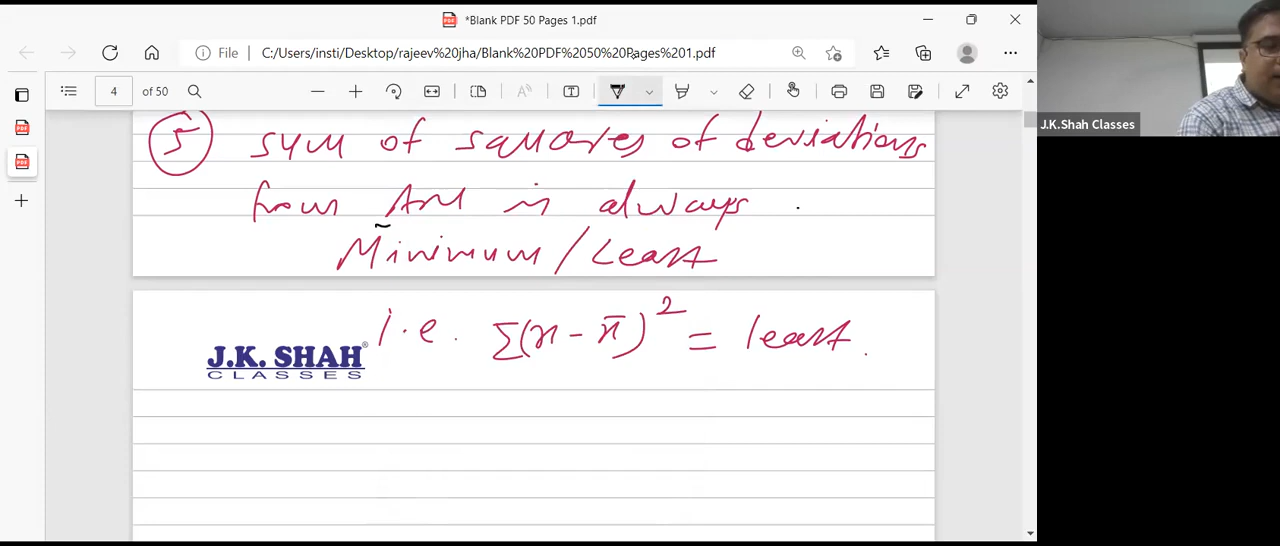 *Blank PDF 50 Pages 1.pdf
File C:/Users/insti/Desktop/rajeev%20jha/Blank%20PDF%2050%20Pages%201.pdf
4 of 50
J.K.Shah Classes
5 sum of squares of deviations
from AM is always
Minimum / Least
i.e. Σ(x - x̄)² = least.
J.K. SHAH®
CLASSES